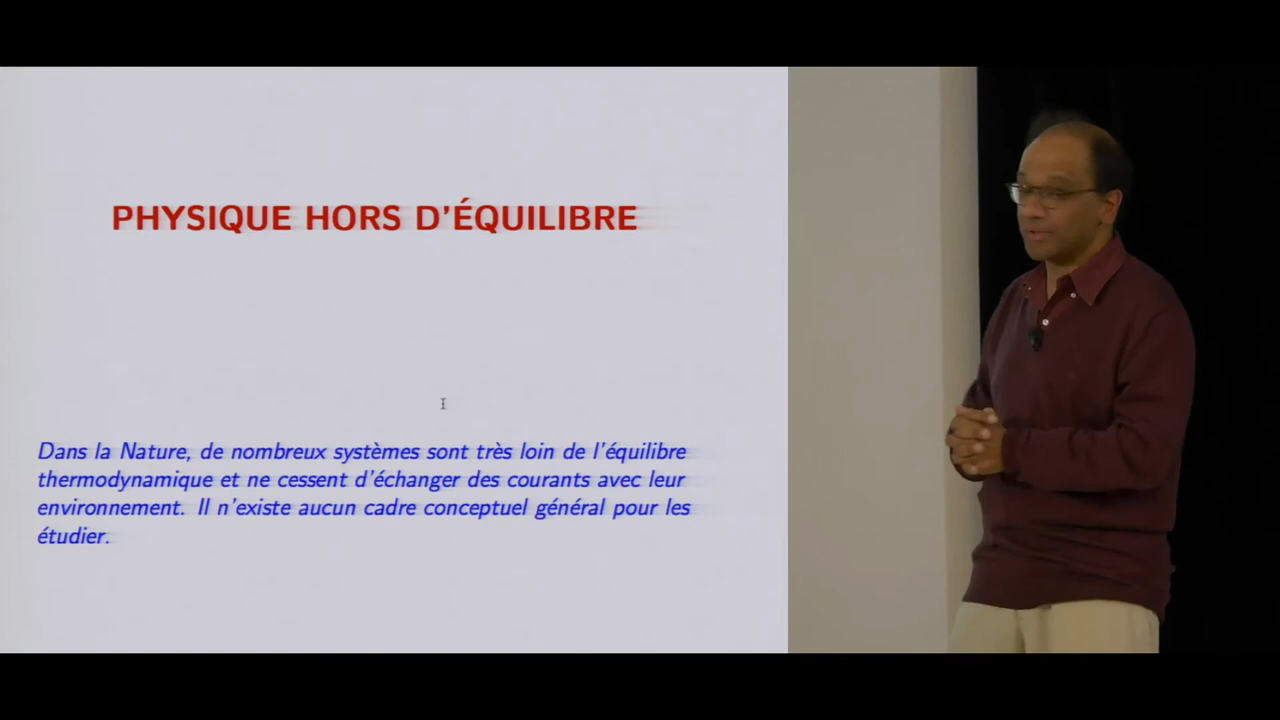 PHYSIQUE HORS D'ÉQUILIBRE
Dans la Nature, de nombreux systèmes sont très loin de l'équilibre
thermodynamique et ne cessent d'échanger des courants avec leur
environnement. Il n'existe aucun cadre conceptuel général pour les
étudier.